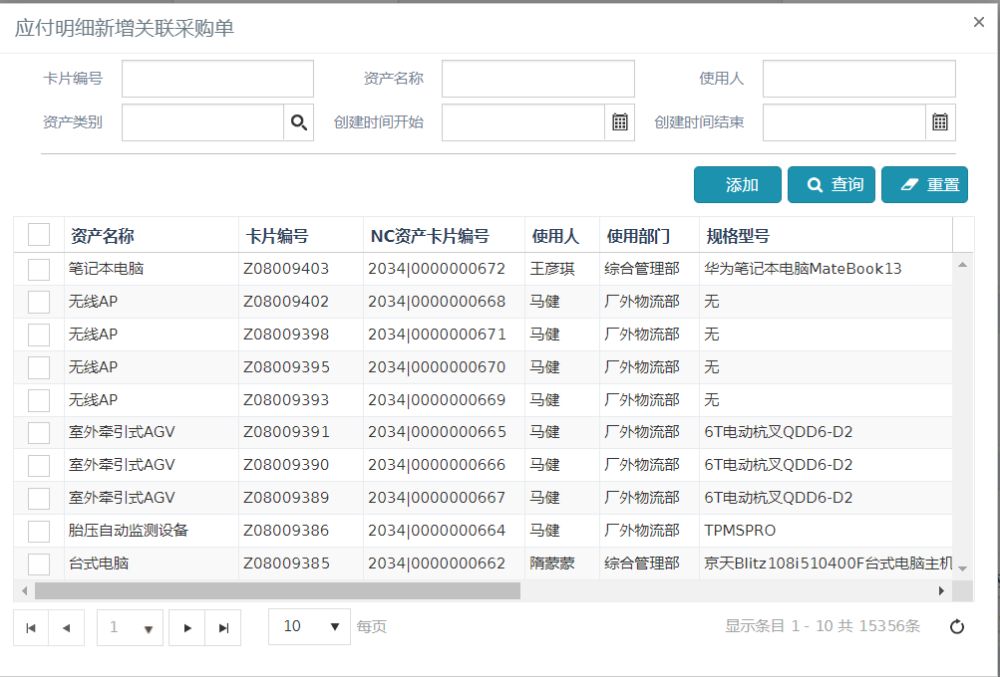 应付明细新增关联采购单
卡片编号 资产名称 使用人
资产类别 创建时间开始 创建时间结束
添加 查询 重置
资产名称 卡片编号 NC资产卡片编号 使用人 使用部门 规格型号
笔记本电脑 Z08009403 2034|0000000672 王彦琪 综合管理部 华为笔记本电脑MateBook13
无线AP Z08009402 2034|0000000668 马健 厂外物流部 无
无线AP Z08009398 2034|0000000671 马健 厂外物流部 无
无线AP Z08009395 2034|0000000670 马健 厂外物流部 无
无线AP Z08009393 2034|0000000669 马健 厂外物流部 无
室外牵引式AGV Z08009391 2034|0000000665 马健 厂外物流部 6T电动杭叉QDD6-D2
室外牵引式AGV Z08009390 2034|0000000666 马健 厂外物流部 6T电动杭叉QDD6-D2
室外牵引式AGV Z08009389 2034|0000000667 马健 厂外物流部 6T电动杭叉QDD6-D2
胎压自动监测设备 Z08009386 2034|0000000664 马健 厂外物流部 TPMSPRO
台式电脑 Z08009385 2034|0000000662 隋蒙蒙 综合管理部 京天Blitz108i510400F台式电脑主机
1 10 每页 显示条目 1 - 10 共 15356条